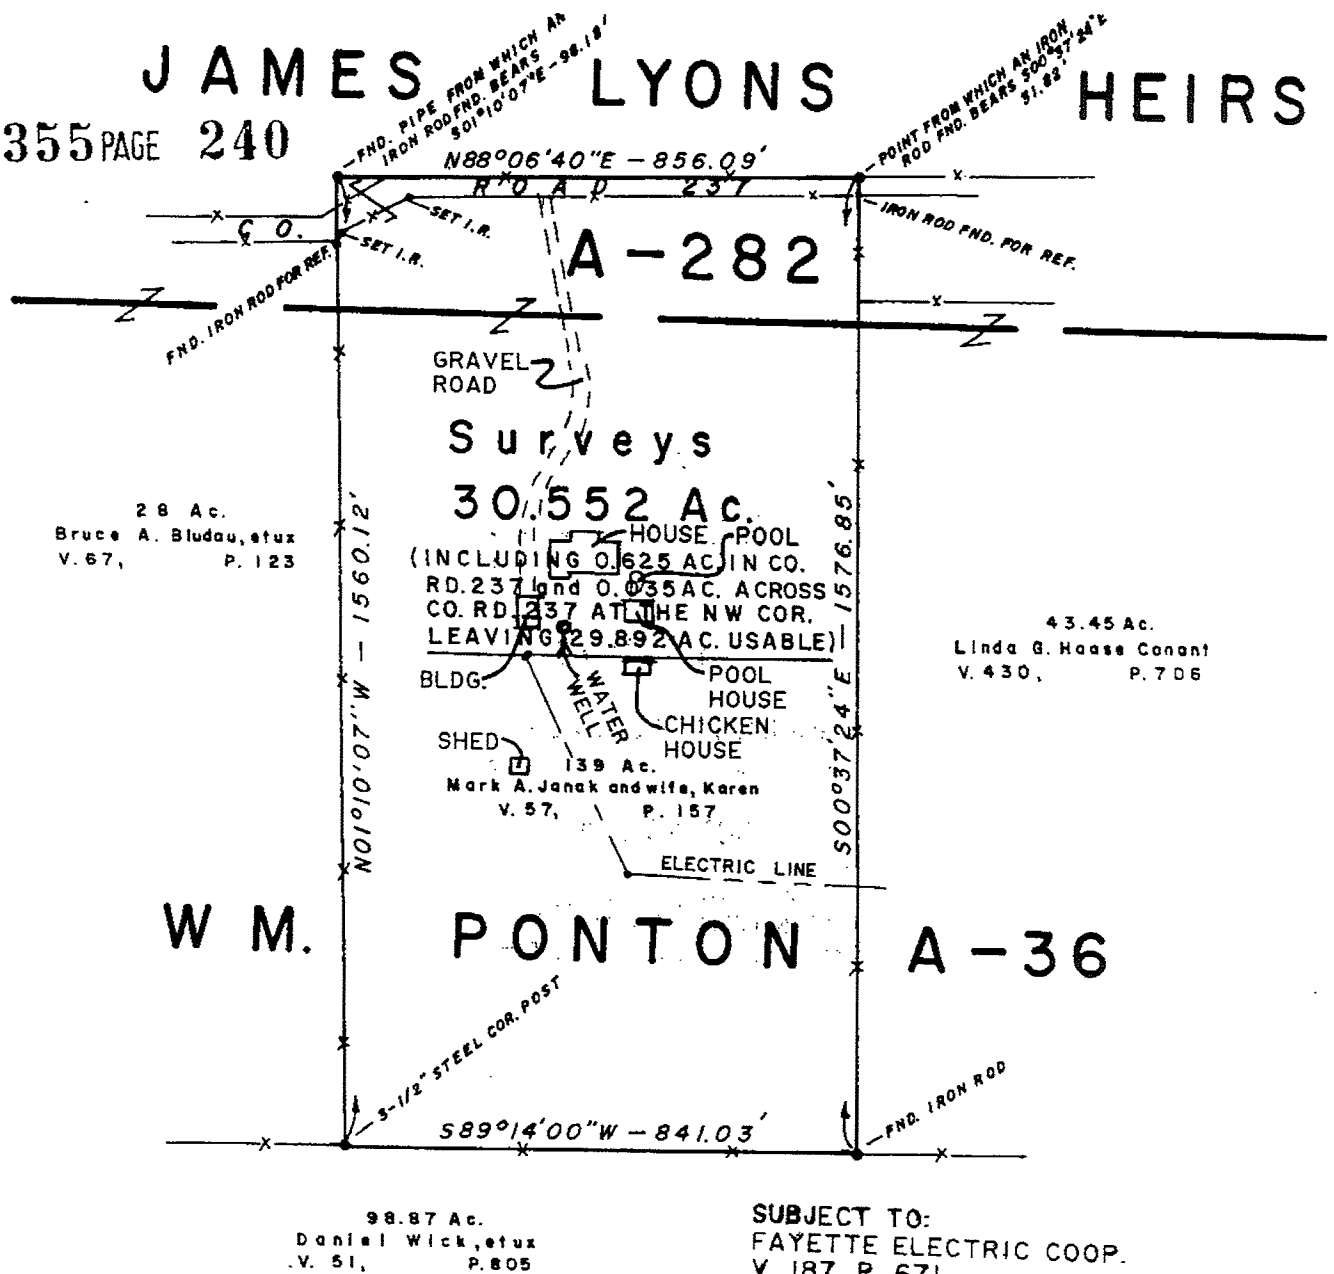 JAMES LYONS HEIRS
355 PAGE 240
FND. PIPE FROM WHICH AN
IRON ROD FND. BEARS
S01°10'07"E - 96.18'
POINT FROM WHICH AN IRON
ROD FND. BEARS S00°37'24"E
31.62'
N88°06'40"E - 856.09'
CO. ROAD 237
SET I.R.
SET I.R.
FND. IRON ROD FOR REF.
IRON ROD FND. FOR REF.
A-282
GRAVEL
ROAD
Surveys
30.552 Ac.
HOUSE
POOL
(INCLUDING 0.625 AC. IN CO.
RD. 237 and 0.035 AC. ACROSS
CO. RD. 237 AT THE NW COR.
LEAVING 29.892 AC. USABLE)
28 Ac.
Bruce A. Bludau, etux
V. 67, P. 123
N01°10'07"W - 1560.12'
S00°37'24"E - 1576.85'
43.45 Ac.
Linda G. Haase Conant
V. 430, P. 706
BLDG.
WATER
WELL
POOL
HOUSE
CHICKEN
HOUSE
SHED
139 Ac.
Mark A. Janak and wife, Karen
V. 57, P. 157
ELECTRIC LINE
WM. PONTON A-36
3-1/2" STEEL COR. POST
FND. IRON ROD
S89°14'00"W - 841.03'
98.87 Ac.
Daniel Wick, etux
V. 51, P. 805
SUBJECT TO:
FAYETTE ELECTRIC COOP.
V. 187, P. 671